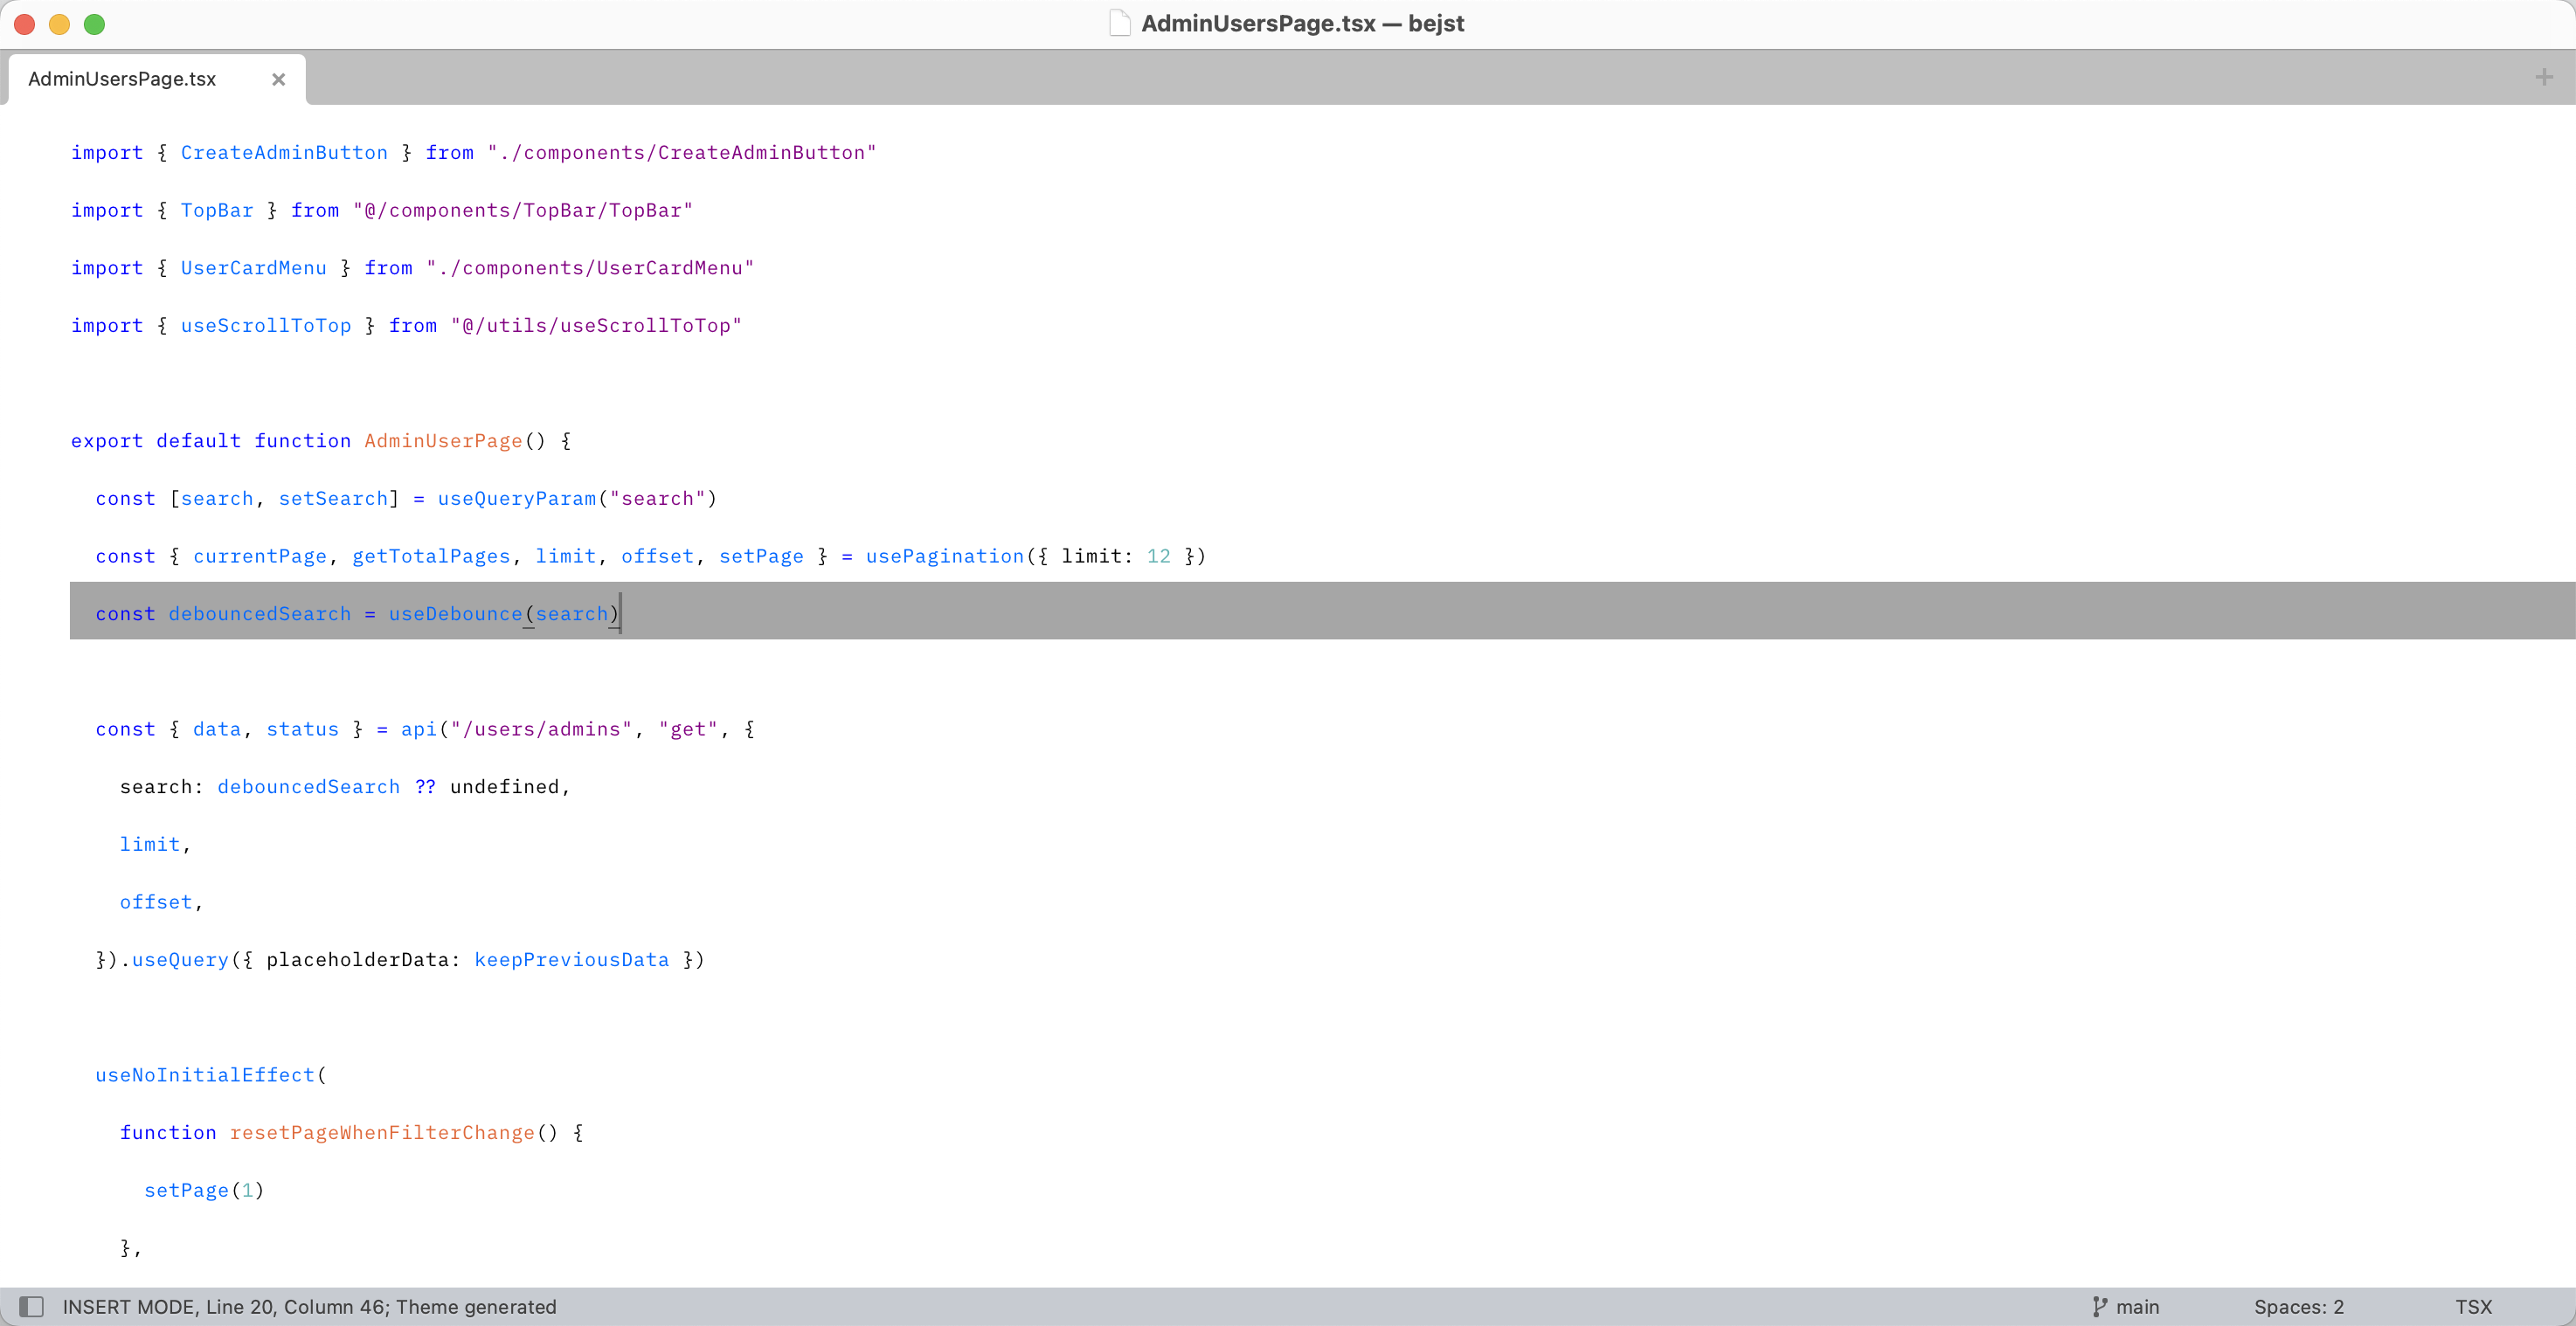 AdminUsersPage.tsx — bejst
AdminUsersPage.tsx
import { CreateAdminButton } from "./components/CreateAdminButton"
import { TopBar } from "@/components/TopBar/TopBar"
import { UserCardMenu } from "./components/UserCardMenu"
import { useScrollToTop } from "@/utils/useScrollToTop"
export default function AdminUserPage() {
  const [search, setSearch] = useQueryParam("search")
  const { currentPage, getTotalPages, limit, offset, setPage } = usePagination({ limit: 12 })
  const debouncedSearch = useDebounce(search)
  const { data, status } = api("/users/admins", "get", {
    search: debouncedSearch ?? undefined,
    limit,
    offset,
  }).useQuery({ placeholderData: keepPreviousData })
  useNoInitialEffect(
    function resetPageWhenFilterChange() {
      setPage(1)
    },
INSERT MODE, Line 20, Column 46; Theme generated
main
Spaces: 2
TSX